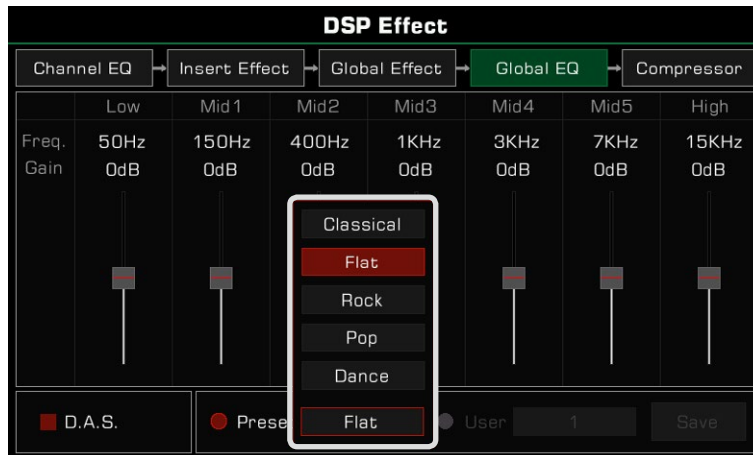 DSP Effect
Channel EQ Insert Effect Global Effect Global EQ Compressor
Low Mid1 Mid2 Mid3 Mid4 Mid5 High
Freq. 50Hz 150Hz 400Hz 1KHz 3KHz 7KHz 15KHz
Gain 0dB 0dB 0dB 0dB 0dB 0dB 0dB
Classical
Flat
Rock
Pop
Dance
D.A.S. Prese Flat User 1 Save